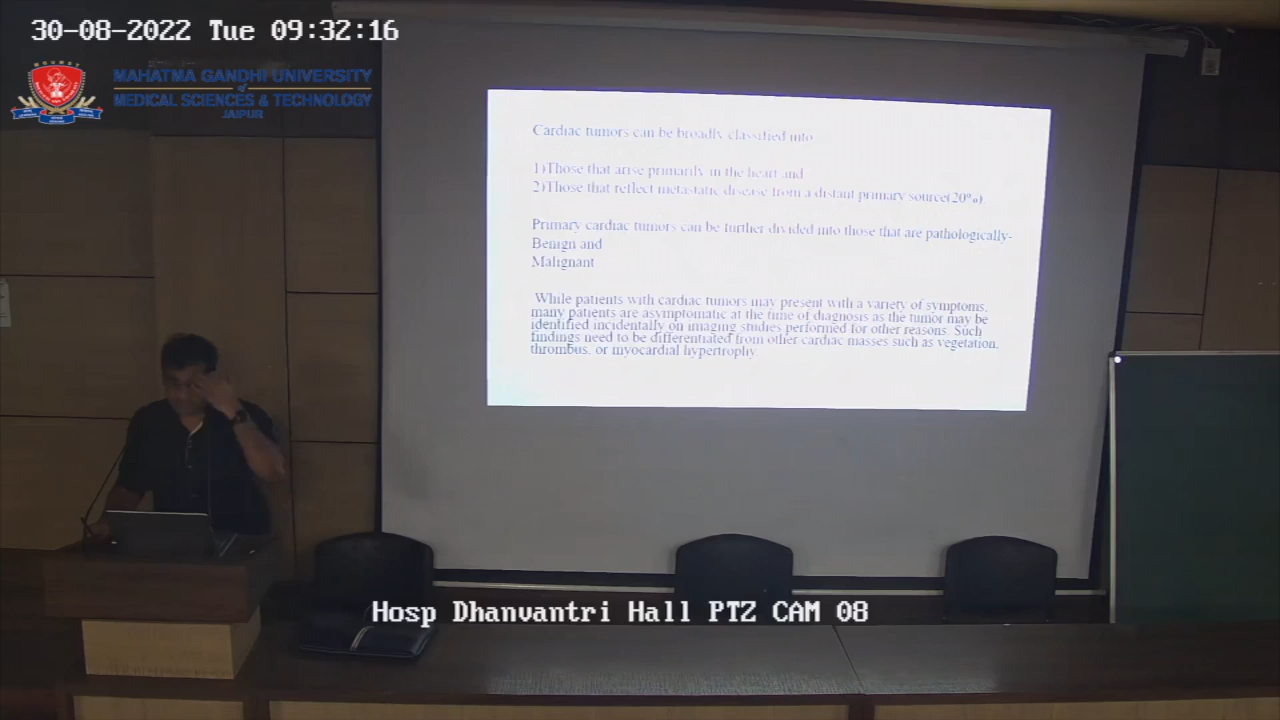 30-08-2022 Tue 09:32:16
MAHATMA GANDHI UNIVERSITY
of
MEDICAL SCIENCES & TECHNOLOGY
JAIPUR
Cardiac tumors can be broadly classified into
1)Those that arise primarily in the heart and
2)Those that reflect metastatic disease from a distant primary source(20%)
Primary cardiac tumors can be further divided into those that are pathologically-
Benign and
Malignant
While patients with cardiac tumors may present with a variety of symptoms,
many patients are asymptomatic at the time of diagnosis as the tumor may be
identified incidentally on imaging studies performed for other reasons. Such
findings need to be differentiated from other cardiac masses such as vegetation,
thrombus, or myocardial hypertrophy.
Hosp Dhanvantri Hall PTZ CAM 08